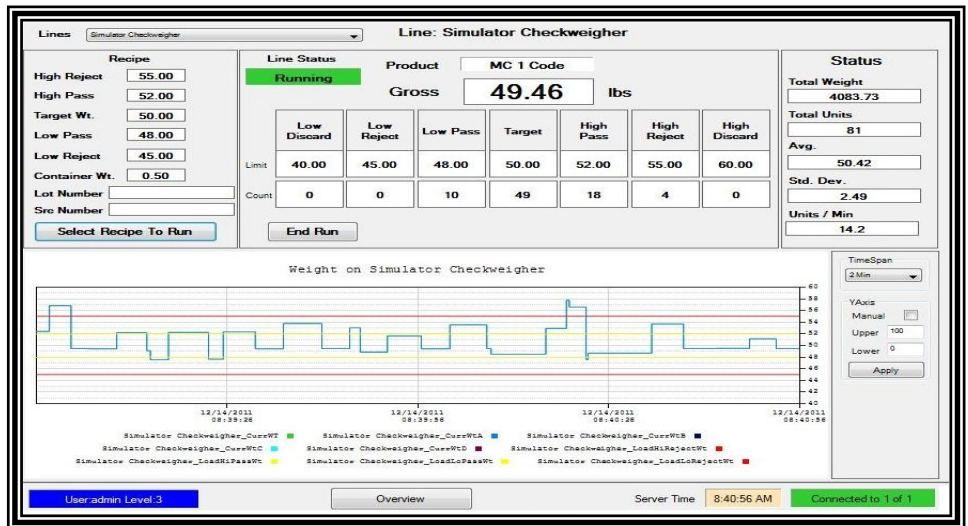 Lines Simulator Checkweigher Line: Simulator Checkweigher
Recipe
High Reject 55.00
High Pass 52.00
Target Wt. 50.00
Low Pass 48.00
Low Reject 45.00
Container Wt. 0.50
Lot Number
Src Number
Select Recipe To Run
Line Status
Running
Product MC 1 Code
Gross 49.46 lbs
Low Discard Low Reject Low Pass Target High Pass High Reject High Discard
Limit 40.00 45.00 48.00 50.00 52.00 55.00 60.00
Count 0 0 10 49 18 4 0
End Run
Status
Total Weight
4083.73
Total Units
81
Avg.
50.42
Std. Dev.
2.49
Units / Min
14.2
Weight on Simulator Checkweigher
60
58
56
54
52
50
48
46
44
42
40
12/14/2011 12/14/2011 12/14/2011 12/14/2011
08:39:26 08:39:56 08:40:26 08:40:56
Simulator Checkweigher_CurrWT Simulator Checkweigher_CurrWtA Simulator Checkweigher_CurrWtB
Simulator Checkweigher_CurrWtC Simulator Checkweigher_CurrWtD Simulator Checkweigher_LoadHiRejectWt
Simulator Checkweigher_LoadHiPassWt Simulator Checkweigher_LoadLoPassWt Simulator Checkweigher_LoadLoRejectWt
TimeSpan
2 Min
YAxis
Manual
Upper 100
Lower 0
Apply
User:admin Level:3 Overview Server Time 8:40:56 AM Connected to 1 of 1